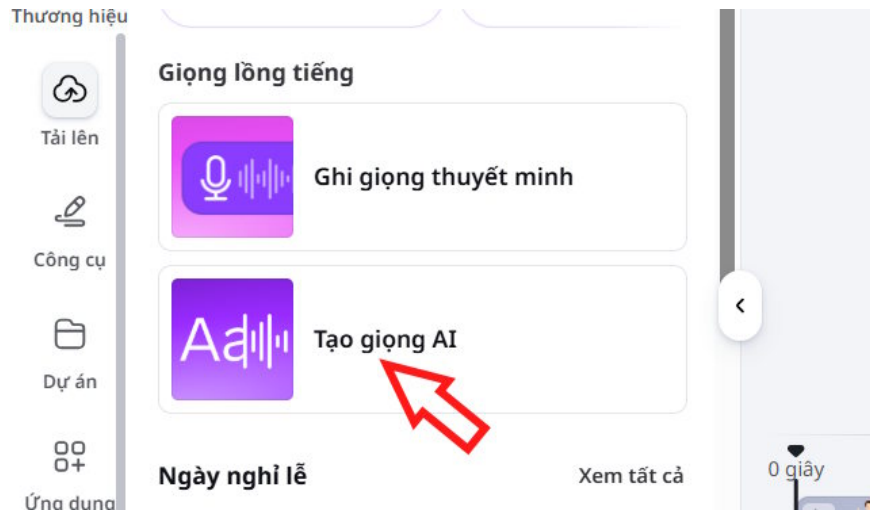 Thương hiệu
Giọng lồng tiếng
Tải lên
Ghi giọng thuyết minh
Công cụ
Aa
Tạo giọng AI
Dự án
Ngày nghỉ lễ
Xem tất cả
0 giây
Ứng dụng